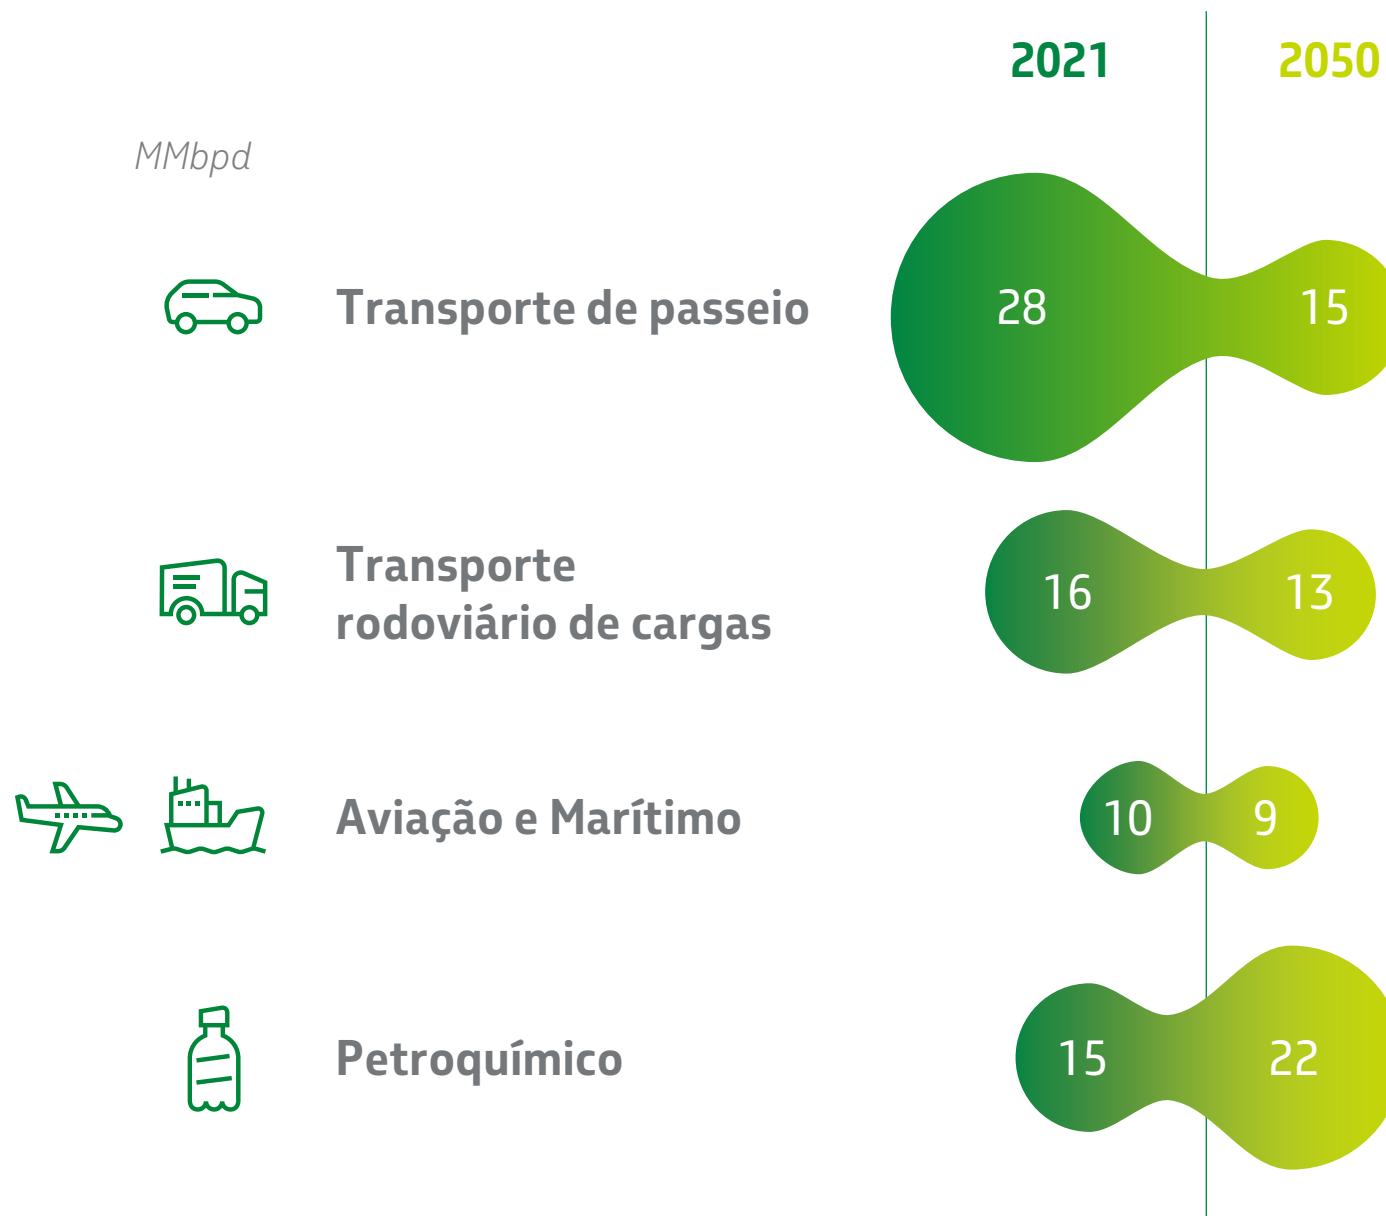 2021 2050
MMbpd
Transporte de passeio 28 15
Transporte
rodoviário de cargas 16 13
Aviação e Marítimo 10 9
Petroquímico 15 22